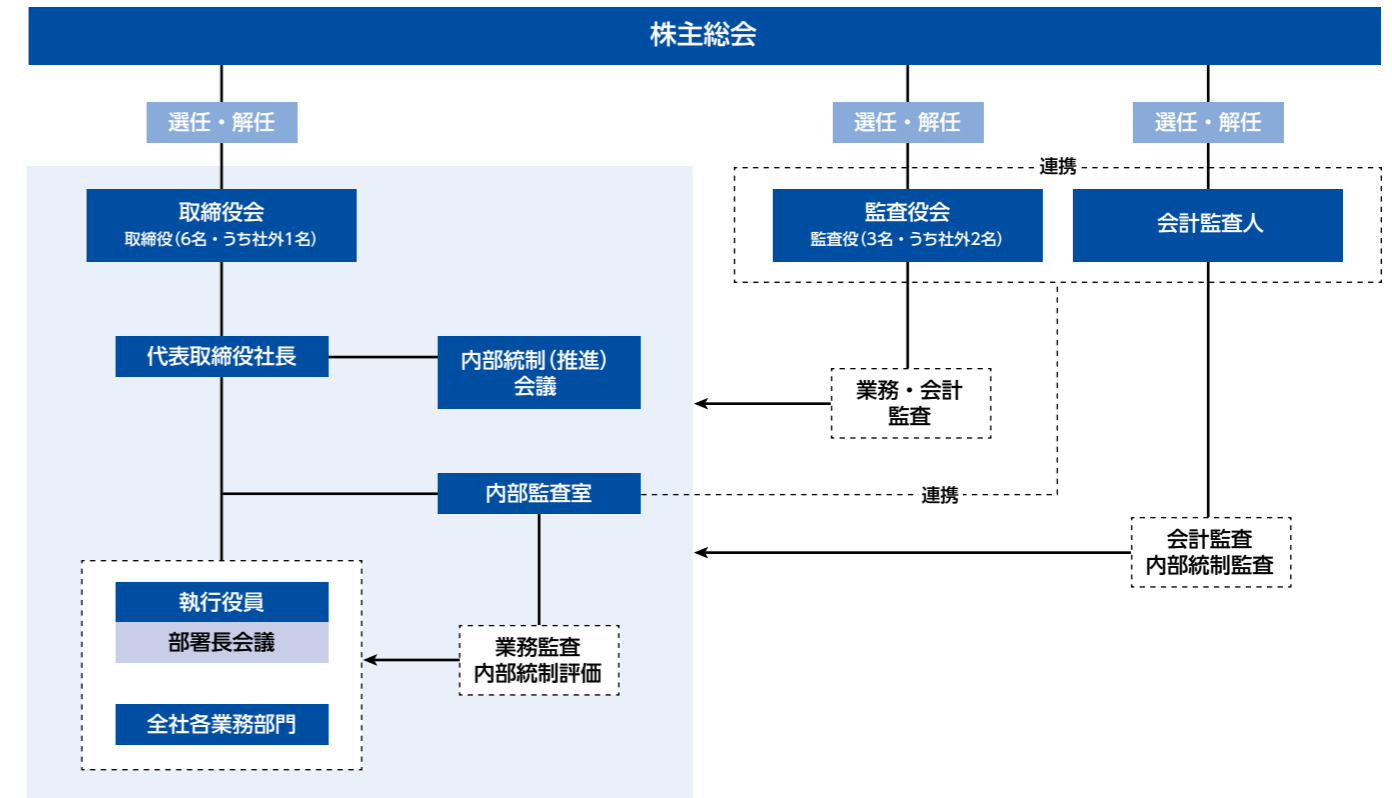 株主総会
選任・解任
選任・解任
選任・解任
連携
取締役会
取締役(6名・うち社外1名)
監査役会
監査役(3名・うち社外2名)
会計監査人
代表取締役社長
内部統制(推進)
会議
業務・会計
監査
内部監査室
連携
会計監査
内部統制監査
執行役員
部署長会議
業務監査
内部統制評価
全社各業務部門